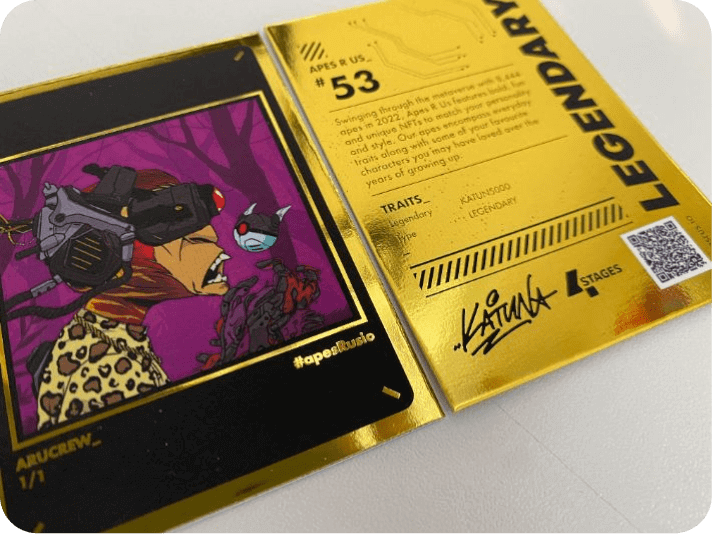 #apesRusio
ARUCREW_
1/1
APES R US_
#53
Swinging through the metaverse with 8,444
apes in 2022, Apes R Us features bold, fun
and unique NFTs to match your personality
and style. Our apes encompass everyday
traits along with some of your favourite
characters you may have loved over the
years of growing up.
TRAITS_
Legendary KATUN5000
Type LEGENDARY
LEGENDARY
KATUNA
4 STAGES